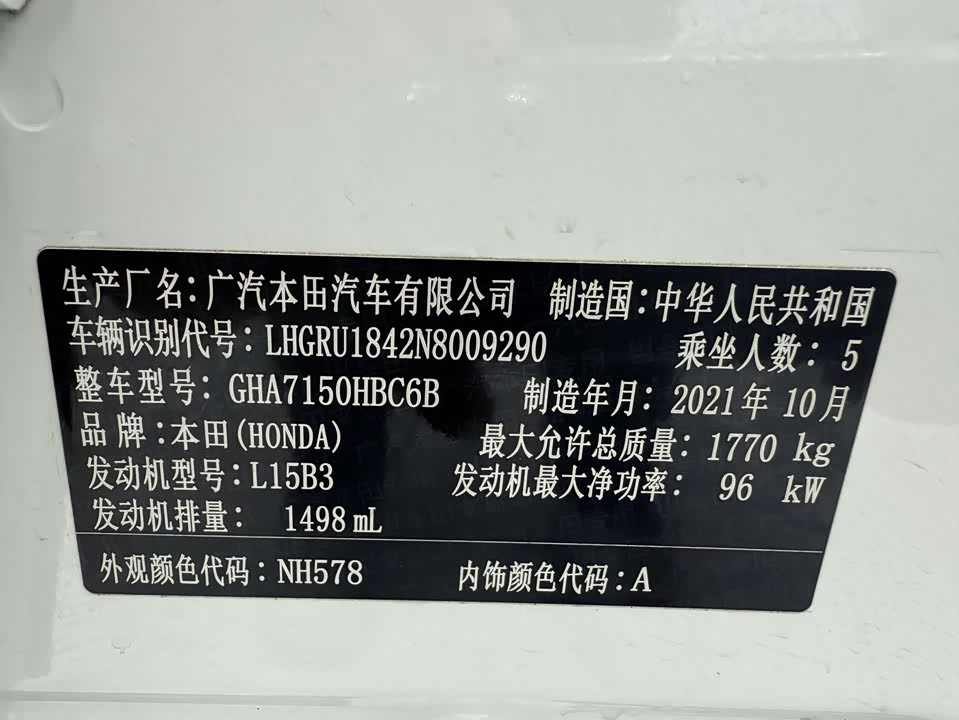 生产厂名:广汽本田汽车有限公司 制造国:中华人民共和国
车辆识别代号:LHGRU1842N8009290 乘坐人数:5
整车型号:GHA7150HBC6B 制造年月:2021年10月
品牌:本田(HONDA) 最大允许总质量:1770 kg
发动机型号:L15B3 发动机最大净功率: 96 kW
发动机排量: 1498 mL
外观颜色代码:NH578 内饰颜色代码:A